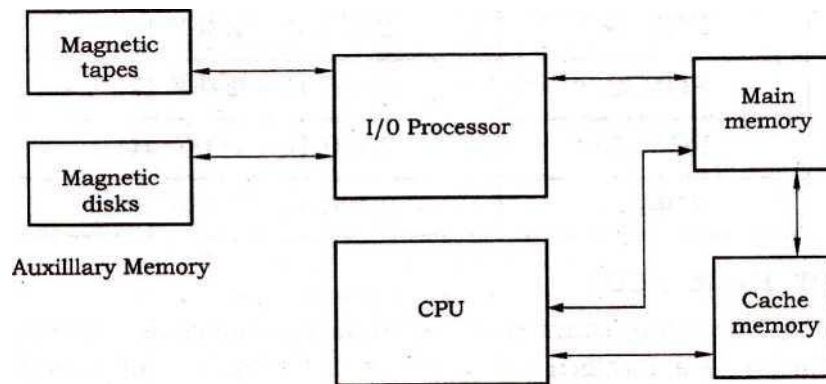 Magnetic
tapes
I/0 Processor
Main
memory
Magnetic
disks
Auxilllary Memory
CPU
Cache
memory